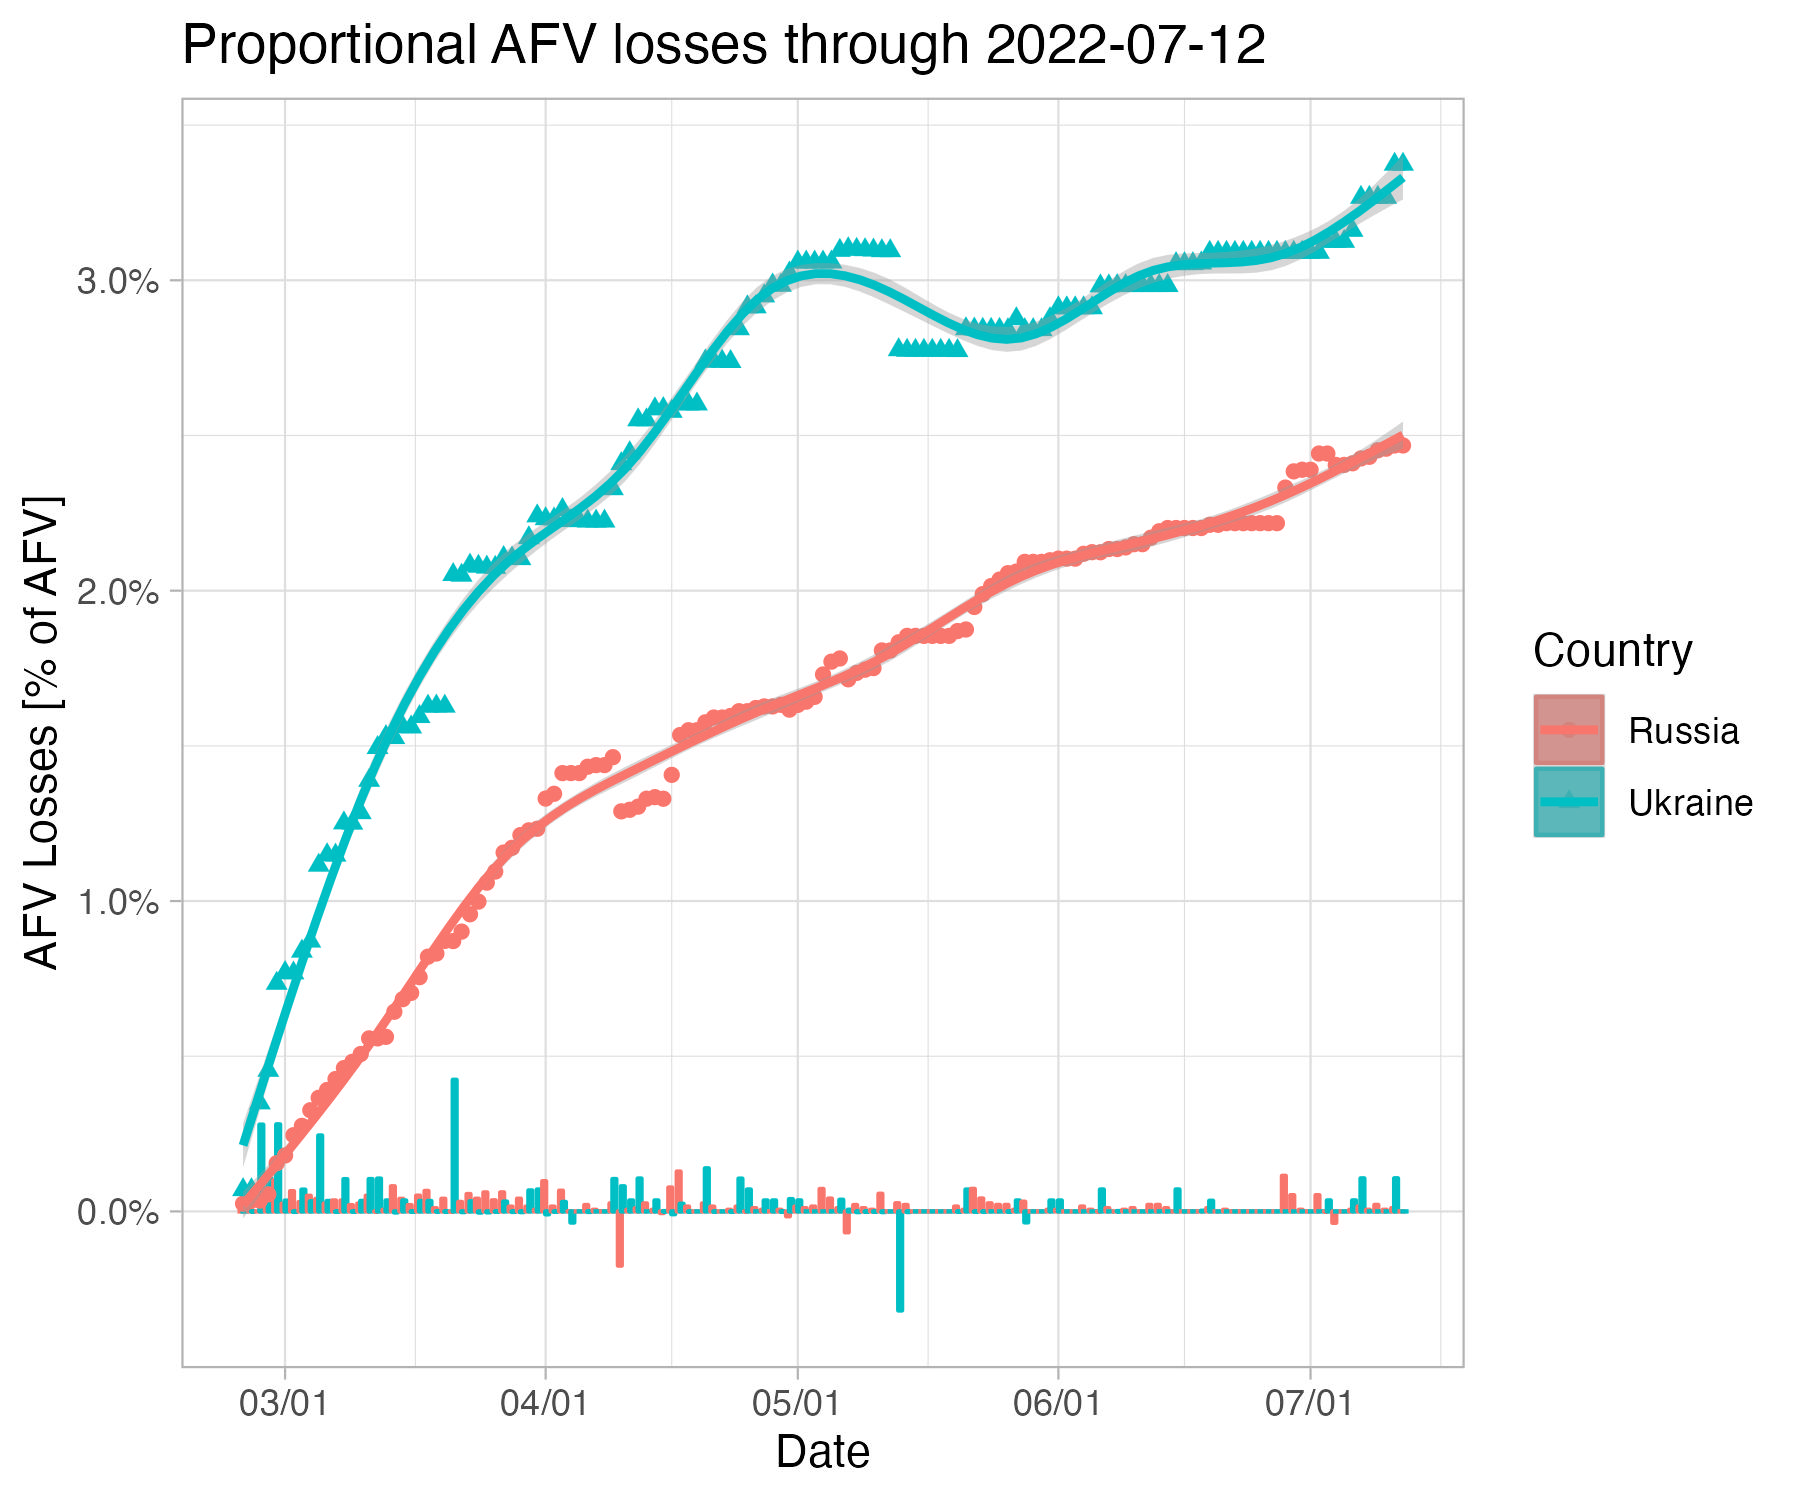 Proportional AFV losses through 2022-07-12
AFV Losses [% of AFV]
3.0%
2.0%
1.0%
0.0%
03/01
04/01
05/01
06/01
07/01
Date
Country
Russia
Ukraine